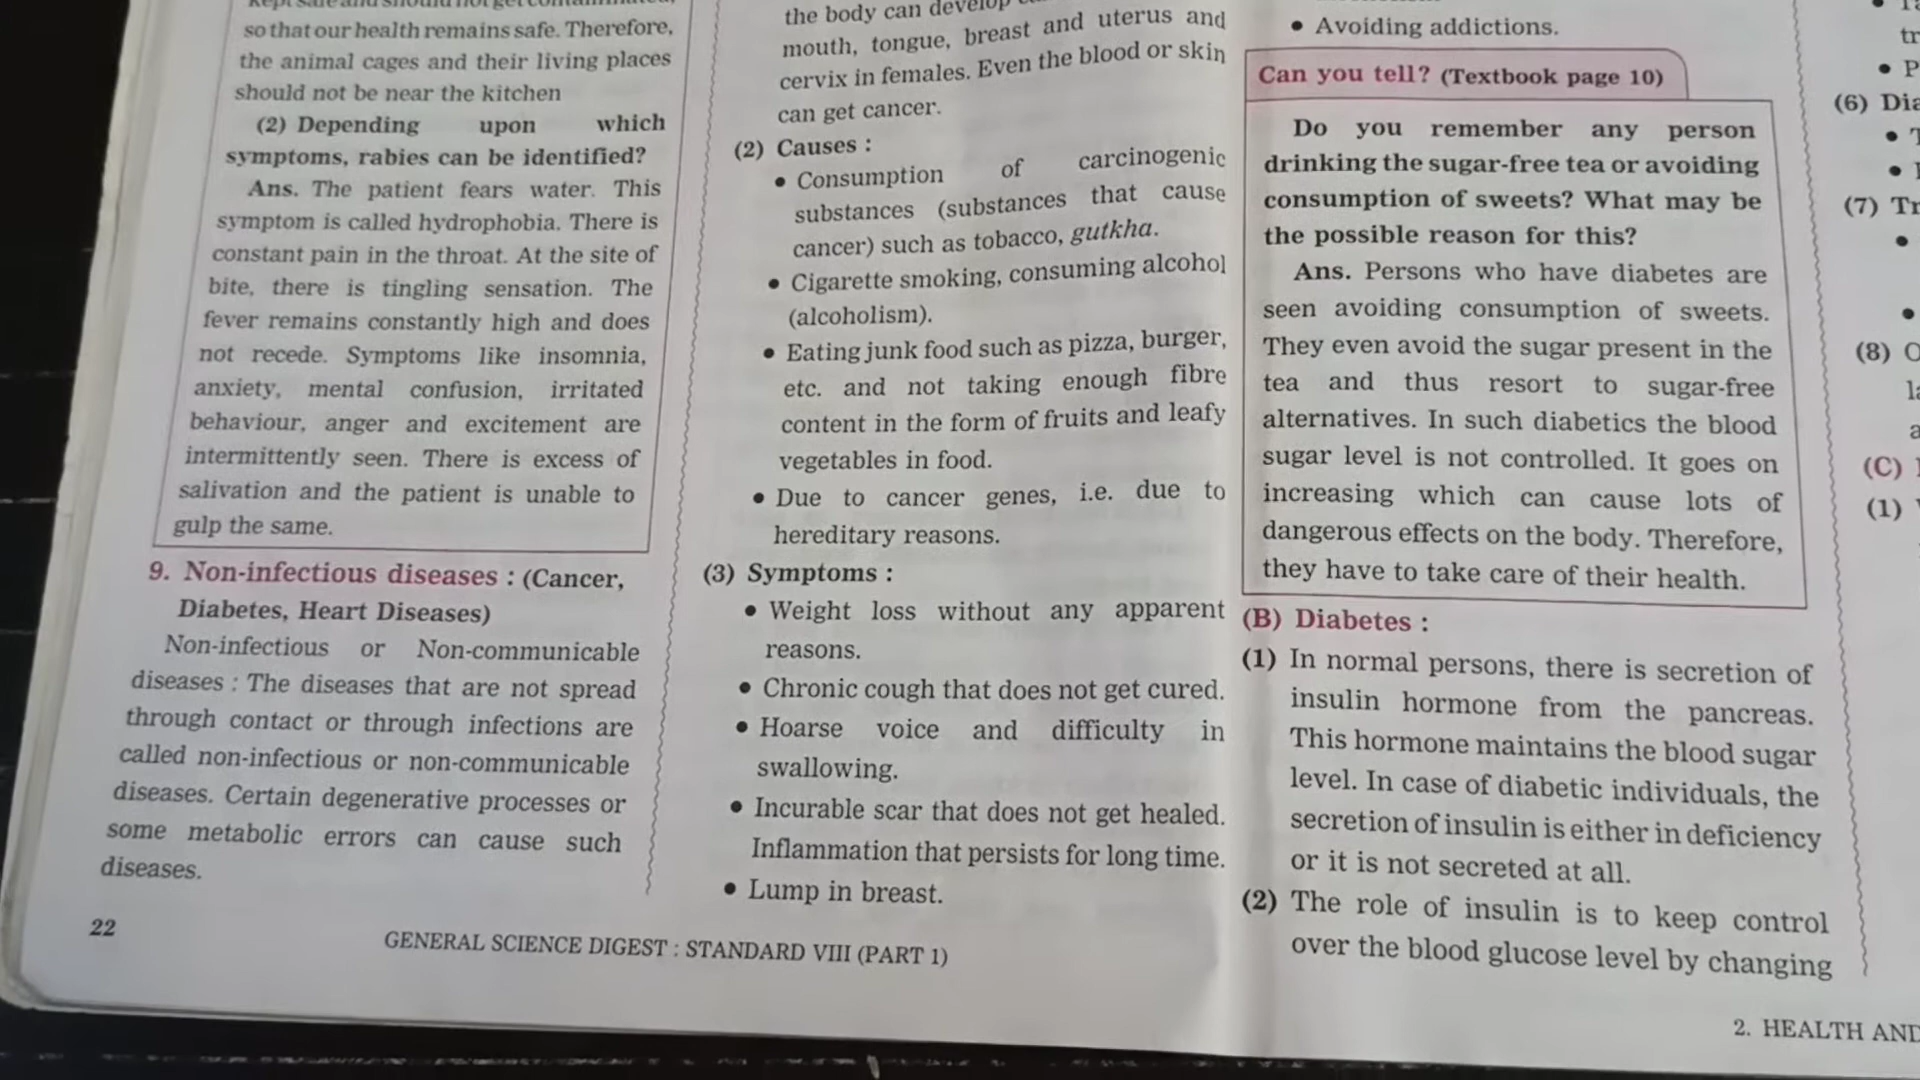 so that our health remains safe. Therefore,
the animal cages and their living places
should not be near the kitchen
(2) Depending upon which
symptoms, rabies can be identified?
Ans. The patient fears water. This
symptom is called hydrophobia. There is
constant pain in the throat. At the site of
bite, there is tingling sensation. The
fever remains constantly high and does
not recede. Symptoms like insomnia,
anxiety, mental confusion, irritated
behaviour, anger and excitement are
intermittently seen. There is excess of
salivation and the patient is unable to
gulp the same.
9. Non-infectious diseases : (Cancer,
Diabetes, Heart Diseases)
Non-infectious or Non-communicable
diseases : The diseases that are not spread
through contact or through infections are
called non-infectious or non-communicable
diseases. Certain degenerative processes or
some metabolic errors can cause such
diseases.
22
GENERAL SCIENCE DIGEST : STANDARD VIII (PART 1)
the body can develop
mouth, tongue, breast and uterus and
cervix in females. Even the blood or skin
can get cancer.
(2) Causes :
• Consumption of carcinogenic
substances (substances that cause
cancer) such as tobacco, gutkha.
• Cigarette smoking, consuming alcohol
(alcoholism).
• Eating junk food such as pizza, burger,
etc. and not taking enough fibre
content in the form of fruits and leafy
vegetables in food.
• Due to cancer genes, i.e. due to
hereditary reasons.
(3) Symptoms :
• Weight loss without any apparent
reasons.
• Chronic cough that does not get cured.
• Hoarse voice and difficulty in
swallowing.
• Incurable scar that does not get healed.
Inflammation that persists for long time.
• Lump in breast.
• Avoiding addictions.
Can you tell? (Textbook page 10)
Do you remember any person
drinking the sugar-free tea or avoiding
consumption of sweets? What may be
the possible reason for this?
Ans. Persons who have diabetes are
seen avoiding consumption of sweets.
They even avoid the sugar present in the
tea and thus resort to sugar-free
alternatives. In such diabetics the blood
sugar level is not controlled. It goes on
increasing which can cause lots of
dangerous effects on the body. Therefore,
they have to take care of their health.
(B) Diabetes :
(1) In normal persons, there is secretion of
insulin hormone from the pancreas.
This hormone maintains the blood sugar
level. In case of diabetic individuals, the
secretion of insulin is either in deficiency
or it is not secreted at all.
(2) The role of insulin is to keep control
over the blood glucose level by changing
2. HEALTH AND
(6)
(7)
(8)
(C)
(1)